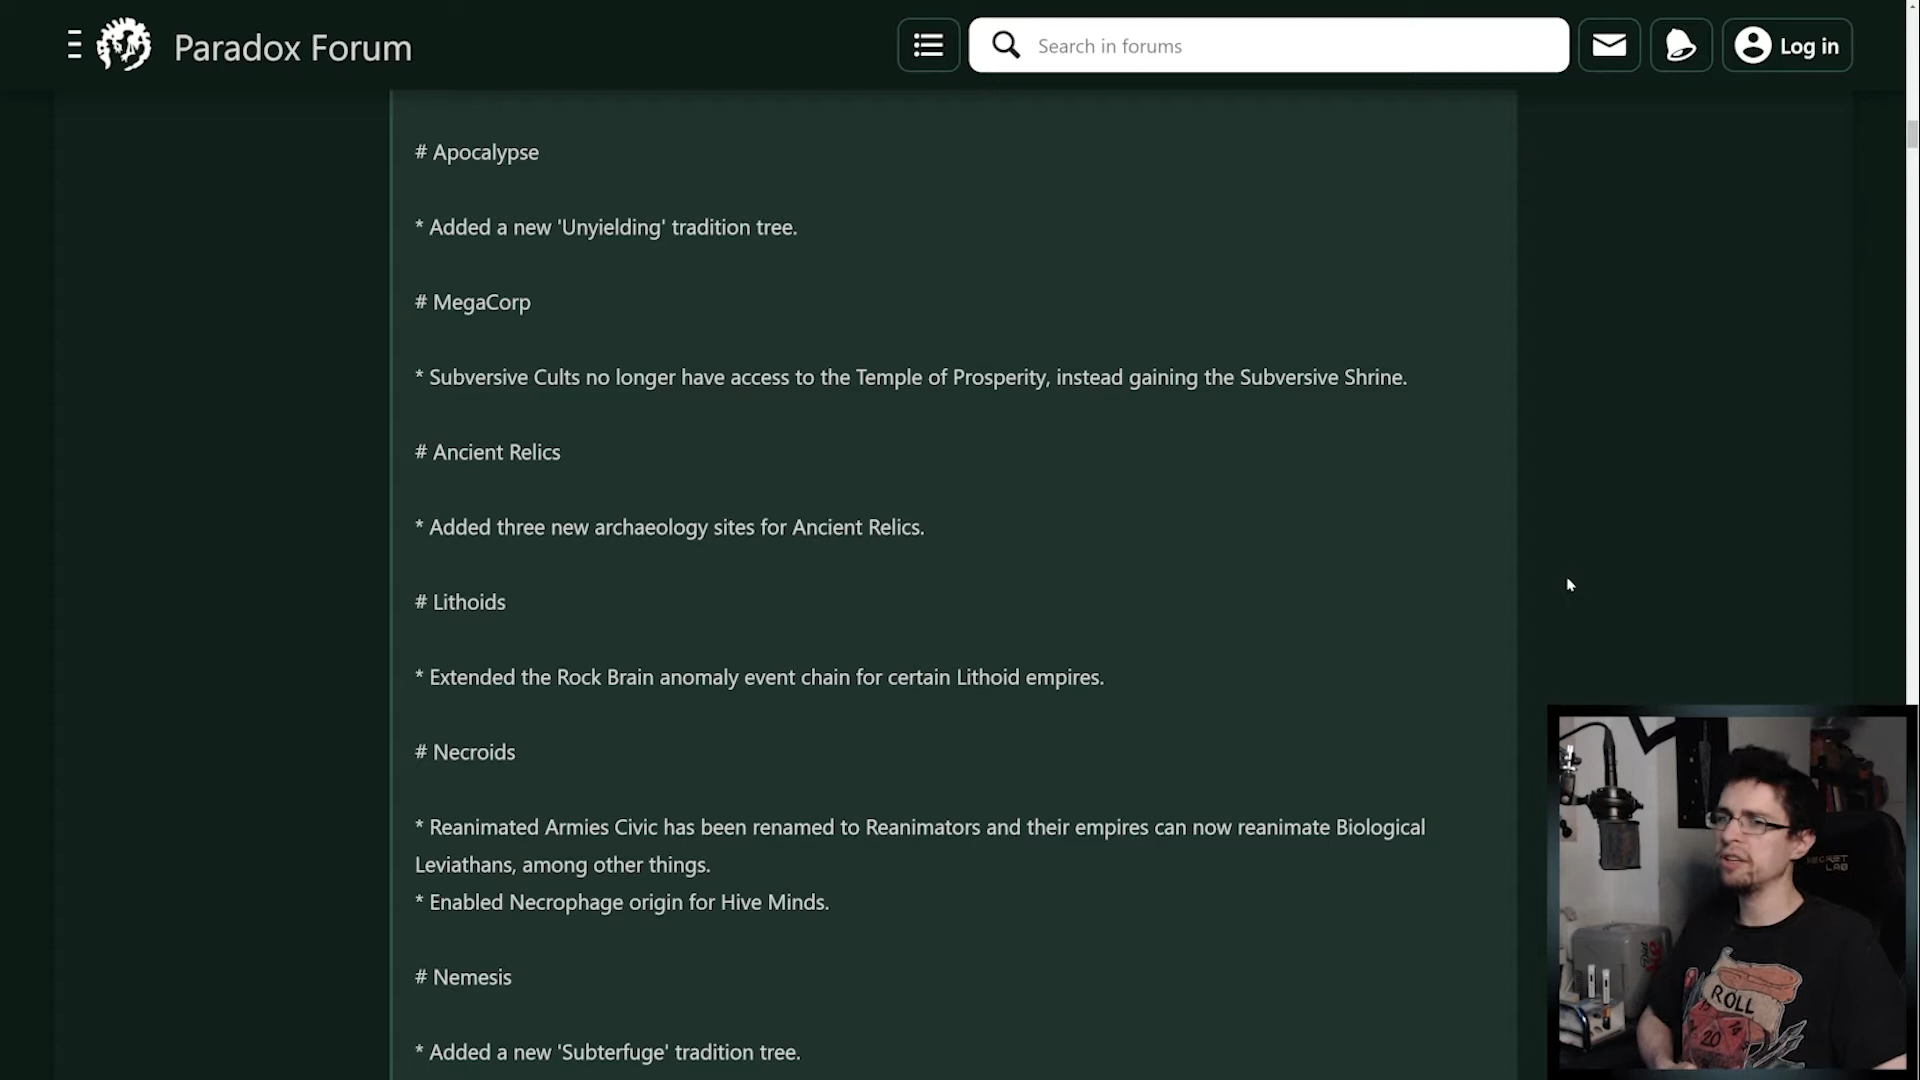 Paradox Forum
Search in forums
Log in
# Apocalypse
* Added a new 'Unyielding' tradition tree.
# MegaCorp
* Subversive Cults no longer have access to the Temple of Prosperity, instead gaining the Subversive Shrine.
# Ancient Relics
* Added three new archaeology sites for Ancient Relics.
# Lithoids
* Extended the Rock Brain anomaly event chain for certain Lithoid empires.
# Necroids
* Reanimated Armies Civic has been renamed to Reanimators and their empires can now reanimate Biological
Leviathans, among other things.
* Enabled Necrophage origin for Hive Minds.
# Nemesis
* Added a new 'Subterfuge' tradition tree.
SECRET
LAB
ROLL
20